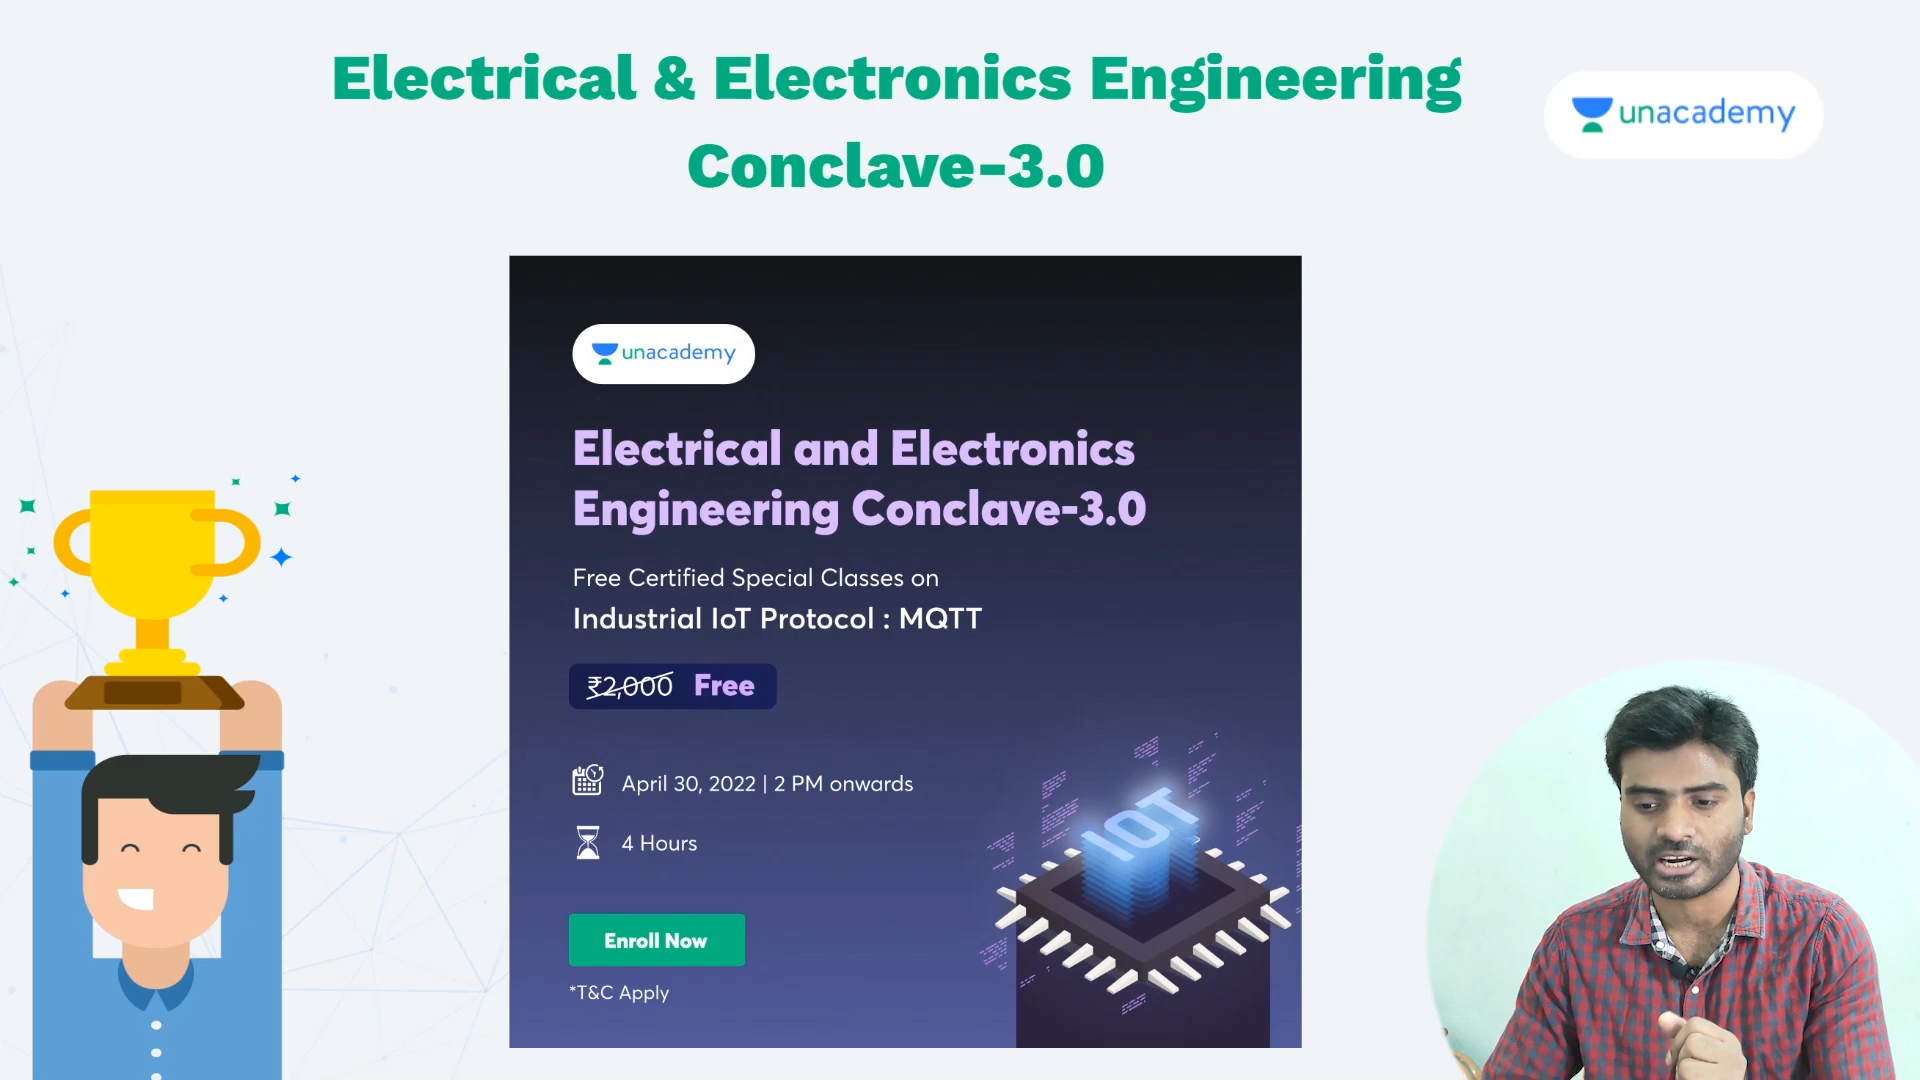 Electrical & Electronics Engineering
Conclave-3.0
unacademy
unacademy
Electrical and Electronics
Engineering Conclave-3.0
Free Certified Special Classes on
Industrial IoT Protocol : MQTT
₹2,000 Free
April 30, 2022 | 2 PM onwards
4 Hours
IOT
Enroll Now
*T&C Apply